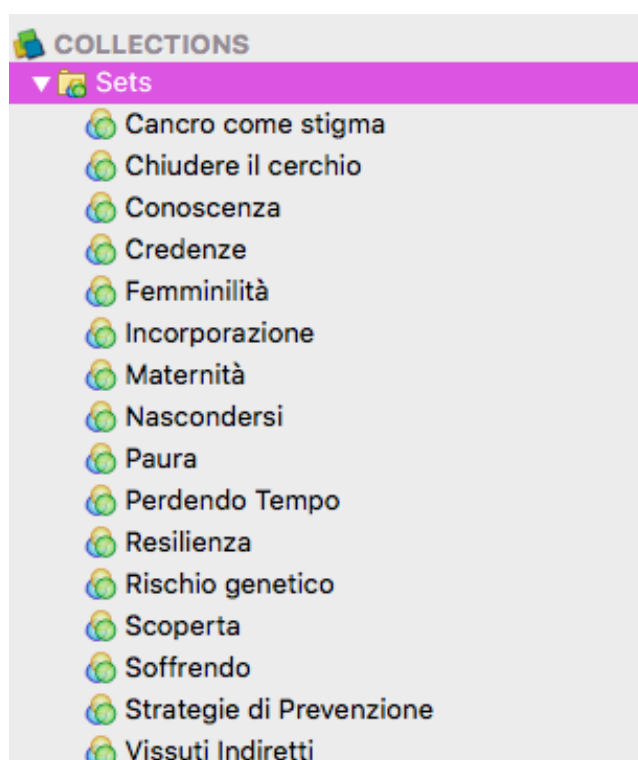 COLLECTIONS
Sets
Cancro come stigma
Chiudere il cerchio
Conoscenza
Credenze
Femminilità
Incorporazione
Maternità
Nascondersi
Paura
Perdendo Tempo
Resilienza
Rischio genetico
Scoperta
Soffrendo
Strategie di Prevenzione
Vissuti Indiretti